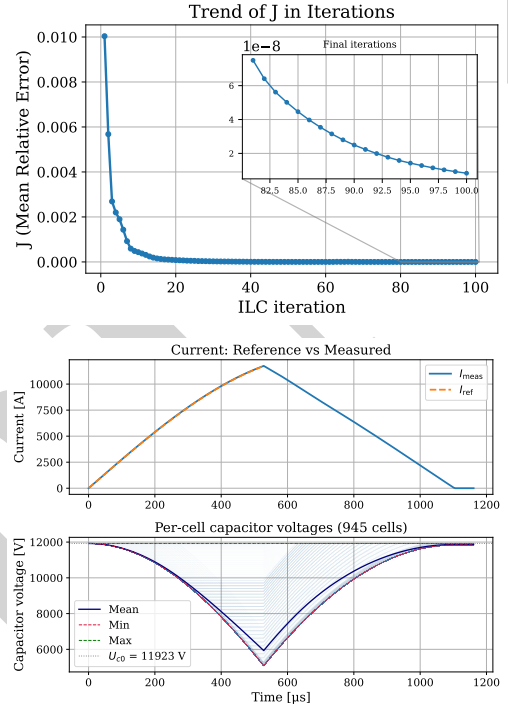 Trend of J in Iterations
0.010
0.008
0.006
0.004
0.002
0.000
J (Mean Relative Error)
1e−8
Final iterations
6
4
2
82.5 85.0 87.5 90.0 92.5 95.0 97.5 100.0
0 20 40 60 80 100
ILC iteration
Current: Reference vs Measured
10000
7500
5000
2500
0
Current [A]
I_meas
I_ref
0 200 400 600 800 1000 1200
Per-cell capacitor voltages (945 cells)
12000
10000
8000
6000
Capacitor voltage [V]
Mean
Min
Max
U_c0 = 11923 V
0 200 400 600 800 1000 1200
Time [μs]